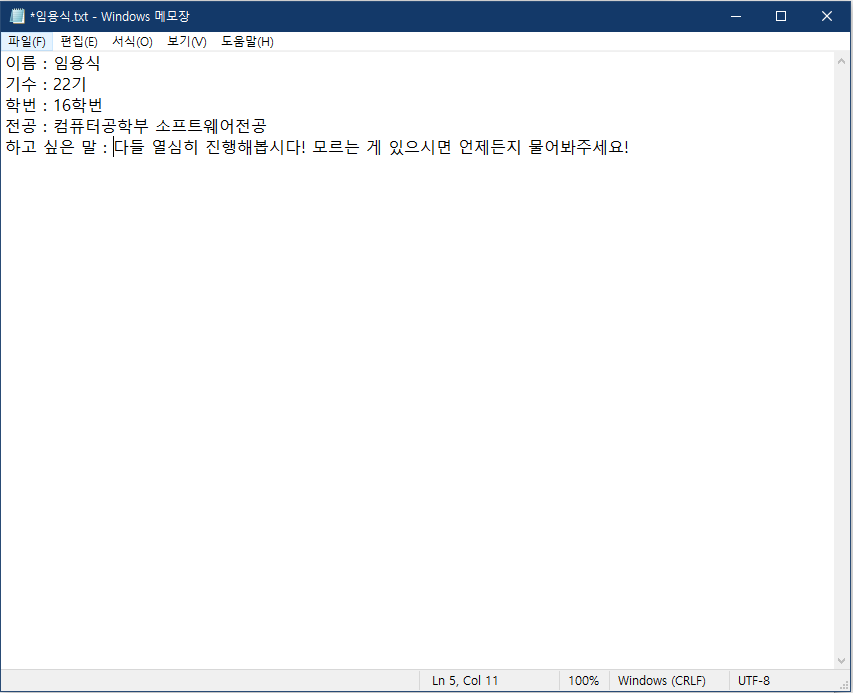 *임용식.txt - Windows 메모장
파일(F) 편집(E) 서식(O) 보기(V) 도움말(H)
이름 : 임용식
기수 : 22기
학번 : 16학번
전공 : 컴퓨터공학부 소프트웨어전공
하고 싶은 말 : 다들 열심히 진행해봅시다! 모르는 게 있으시면 언제든지 물어봐주세요!
Ln 5, Col 11 100% Windows (CRLF) UTF-8